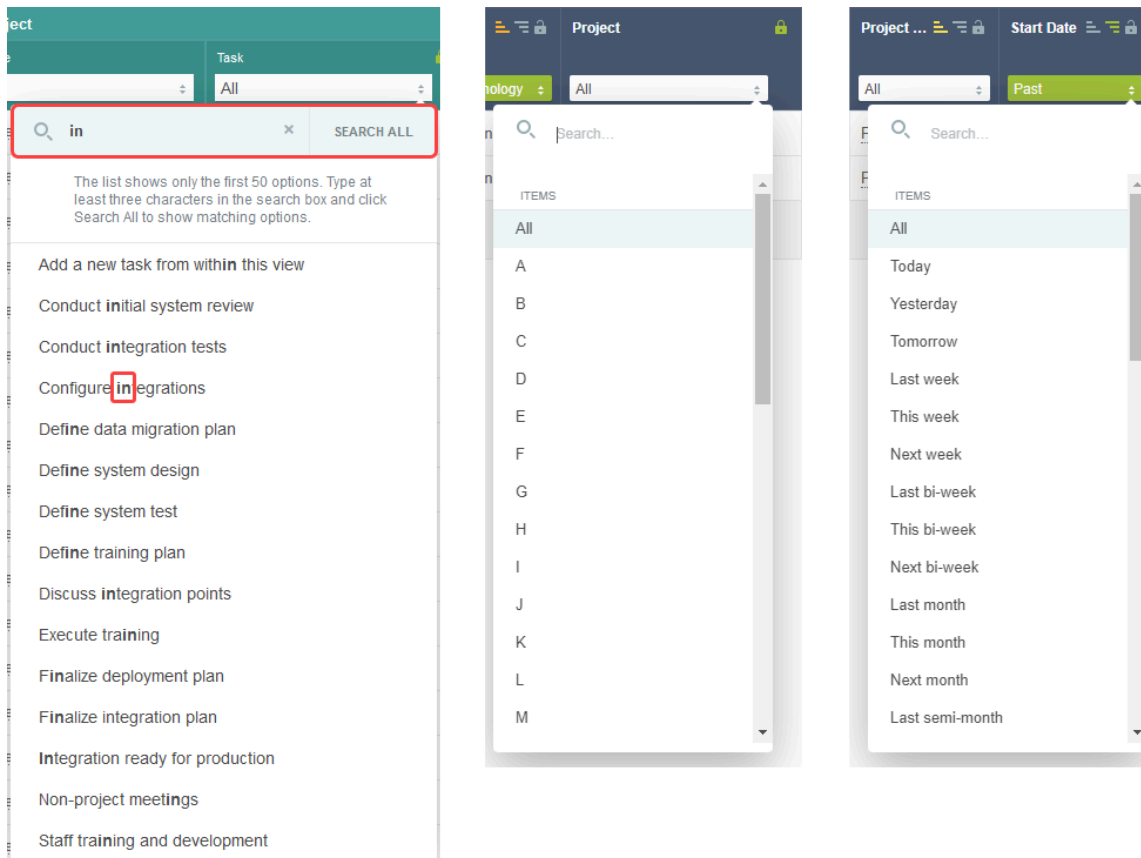 ject
Task
All
in × SEARCH ALL
The list shows only the first 50 options. Type at
least three characters in the search box and click
Search All to show matching options.
Add a new task from within this view
Conduct initial system review
Conduct integration tests
Configure integrations
Define data migration plan
Define system design
Define system test
Define training plan
Discuss integration points
Execute training
Finalize deployment plan
Finalize integration plan
Integration ready for production
Non-project meetings
Staff training and development
Project
nology All
Search...
ITEMS
All
A
B
C
D
E
F
G
H
I
J
K
L
M
Project ... Start Date
All Past
Search...
ITEMS
All
Today
Yesterday
Tomorrow
Last week
This week
Next week
Last bi-week
This bi-week
Next bi-week
Last month
This month
Next month
Last semi-month